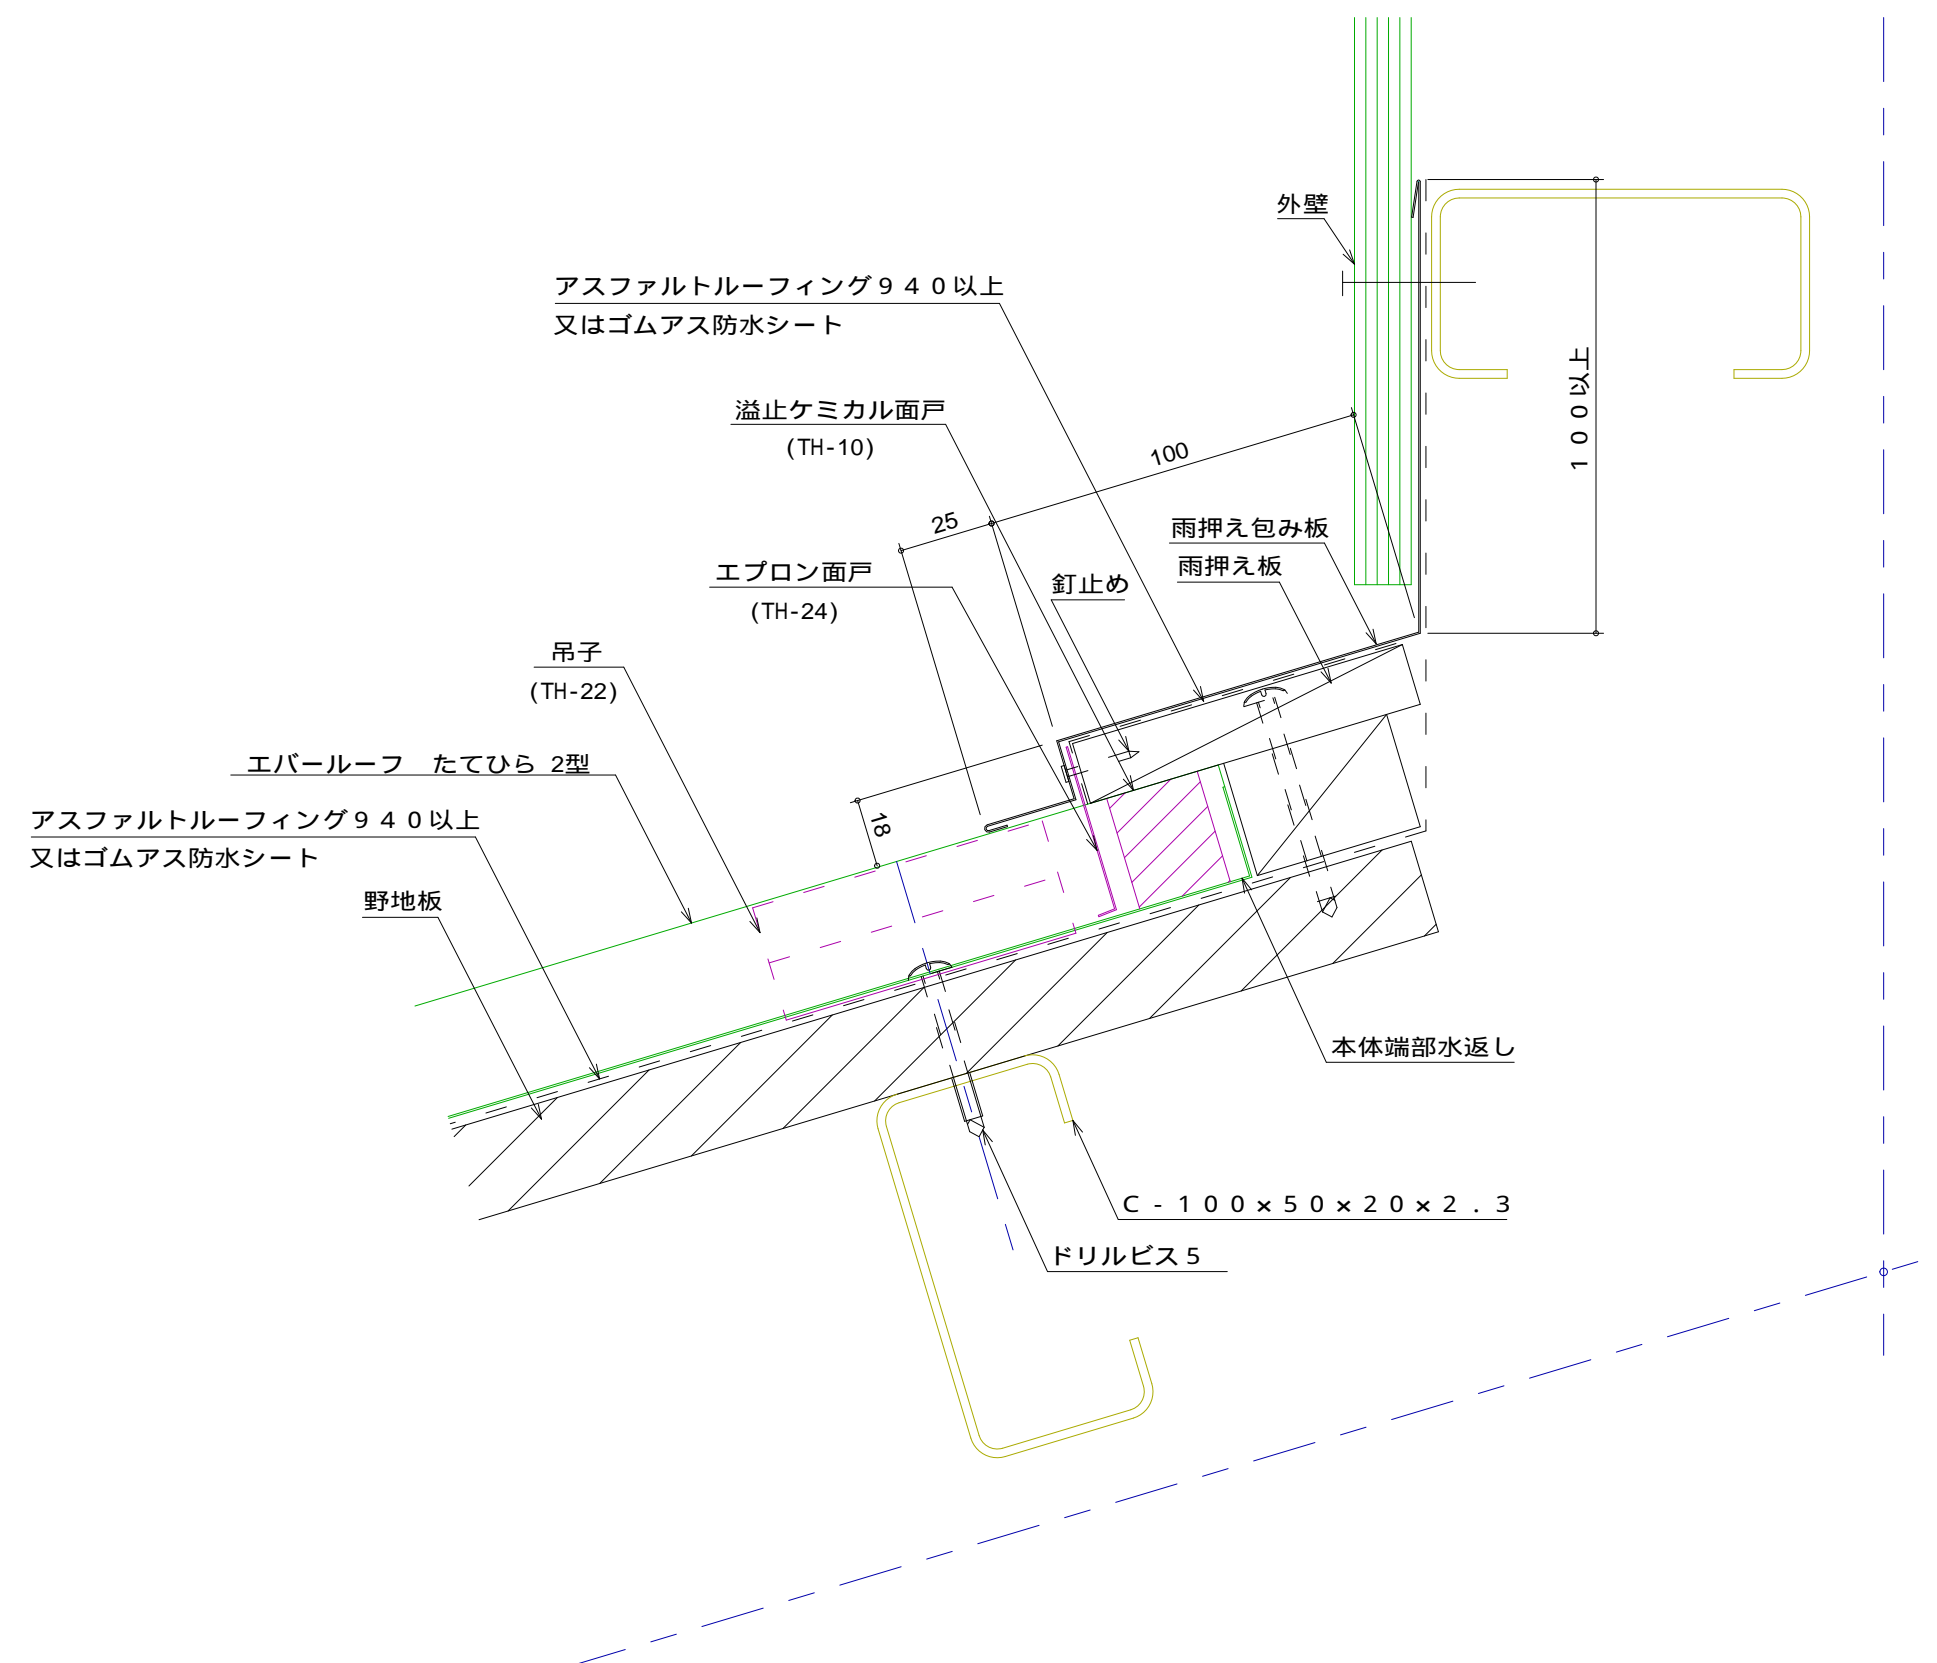 外壁
アスファルトルーフィング９４０以上
又はゴムアス防水シート
１００以上
溢止ケミカル面戸
(TH-10)
100
25
雨押え包み板
雨押え板
エプロン面戸
(TH-24)
釘止め
吊子
(TH-22)
エバールーフ　たてひら 2型
18
アスファルトルーフィング９４０以上
又はゴムアス防水シート
野地板
本体端部水返し
Ｃ－１００×５０×２０×２．３
ドリルビス５